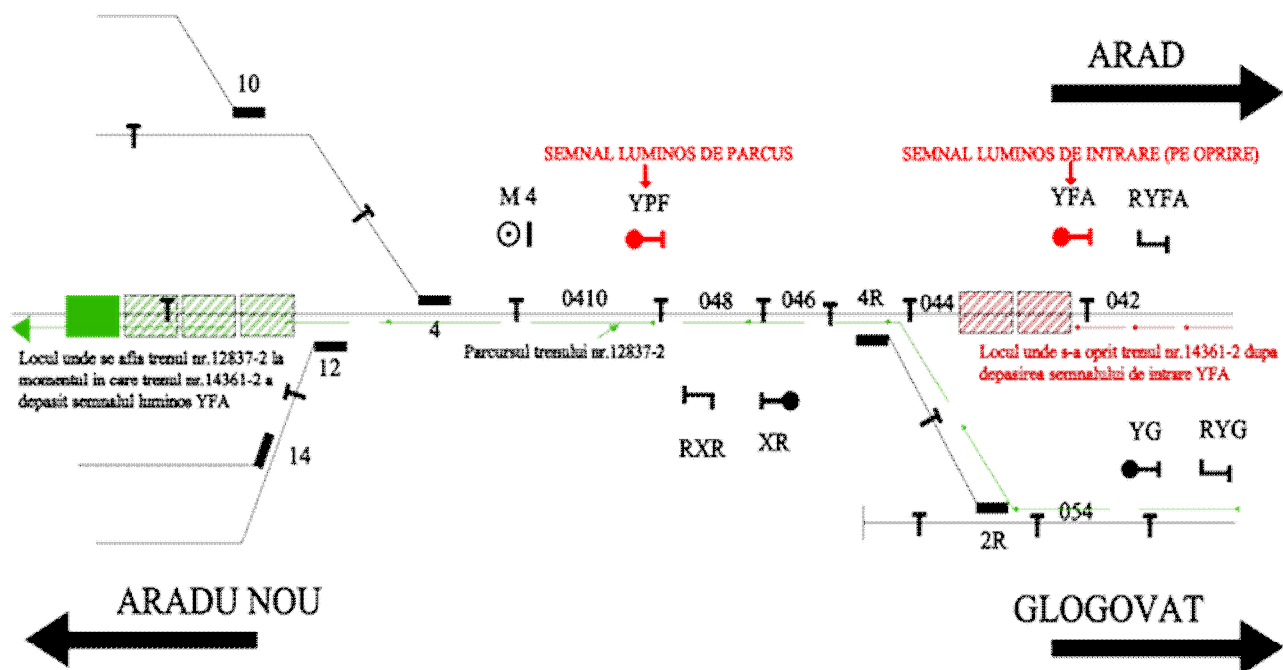 ARAD
10
SEMNAL LUMINOS DE PARCUS
SEMNAL LUMINOS DE INTRARE (PE OPRIRE)
M 4
YPF
YFA
RYFA
0410
048
046
4R
044
042
4
Locul unde se afla trenul nr.12837-2 la
momentul in care trenul nr.14361-2 a
depasit semnalul luminos YFA
12
Parcursul trenului nr.12837-2
Locul unde s-a oprit trenul nr.14361-2 dupa
depasirea semnalului de intrare YFA
14
RXR
XR
YG
RYG
054
2R
ARADU NOU
GLOGOVAT